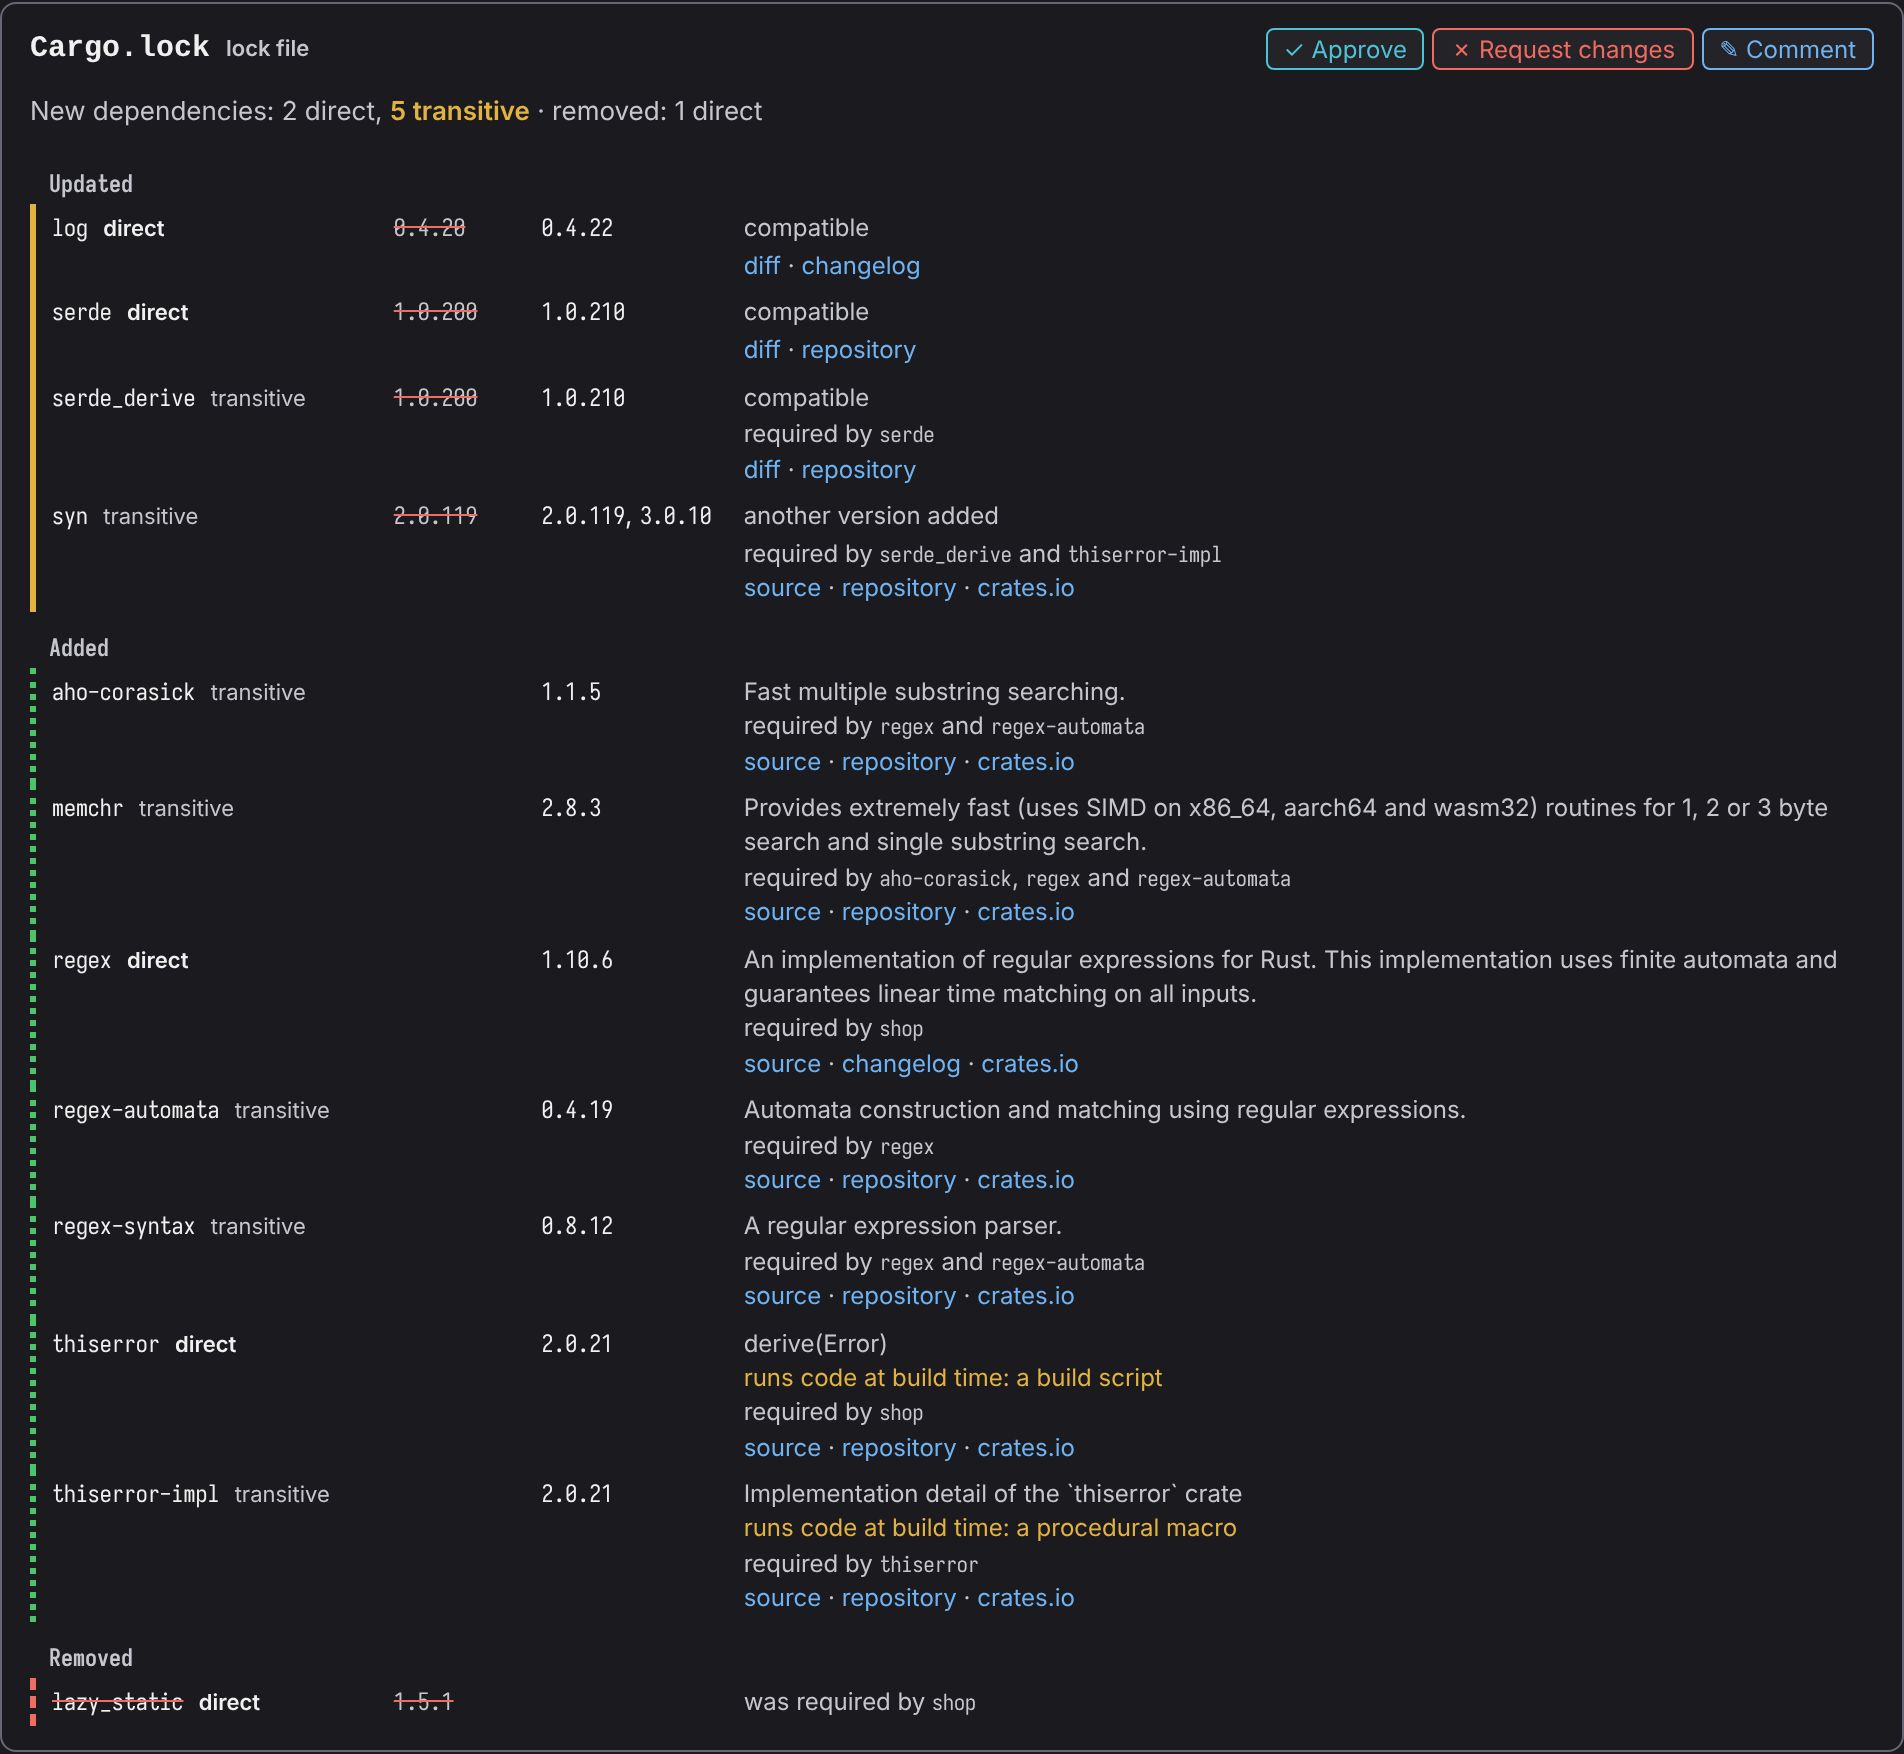 Cargo.lock lock file
✓ Approve
× Request changes
✎ Comment
New dependencies: 2 direct, 5 transitive · removed: 1 direct
Updated
log direct 0.4.20 0.4.22 compatible
diff · changelog
serde direct 1.0.200 1.0.210 compatible
diff · repository
serde_derive transitive 1.0.200 1.0.210 compatible
required by serde
diff · repository
syn transitive 2.0.119 2.0.119, 3.0.10 another version added
required by serde_derive and thiserror-impl
source · repository · crates.io
Added
aho-corasick transitive 1.1.5 Fast multiple substring searching.
required by regex and regex-automata
source · repository · crates.io
memchr transitive 2.8.3 Provides extremely fast (uses SIMD on x86_64, aarch64 and wasm32) routines for 1, 2 or 3 byte
search and single substring search.
required by aho-corasick, regex and regex-automata
source · repository · crates.io
regex direct 1.10.6 An implementation of regular expressions for Rust. This implementation uses finite automata and
guarantees linear time matching on all inputs.
required by shop
source · changelog · crates.io
regex-automata transitive 0.4.19 Automata construction and matching using regular expressions.
required by regex
source · repository · crates.io
regex-syntax transitive 0.8.12 A regular expression parser.
required by regex and regex-automata
source · repository · crates.io
thiserror direct 2.0.21 derive(Error)
runs code at build time: a build script
required by shop
source · repository · crates.io
thiserror-impl transitive 2.0.21 Implementation detail of the `thiserror` crate
runs code at build time: a procedural macro
required by thiserror
source · repository · crates.io
Removed
lazy_static direct 1.5.1 was required by shop